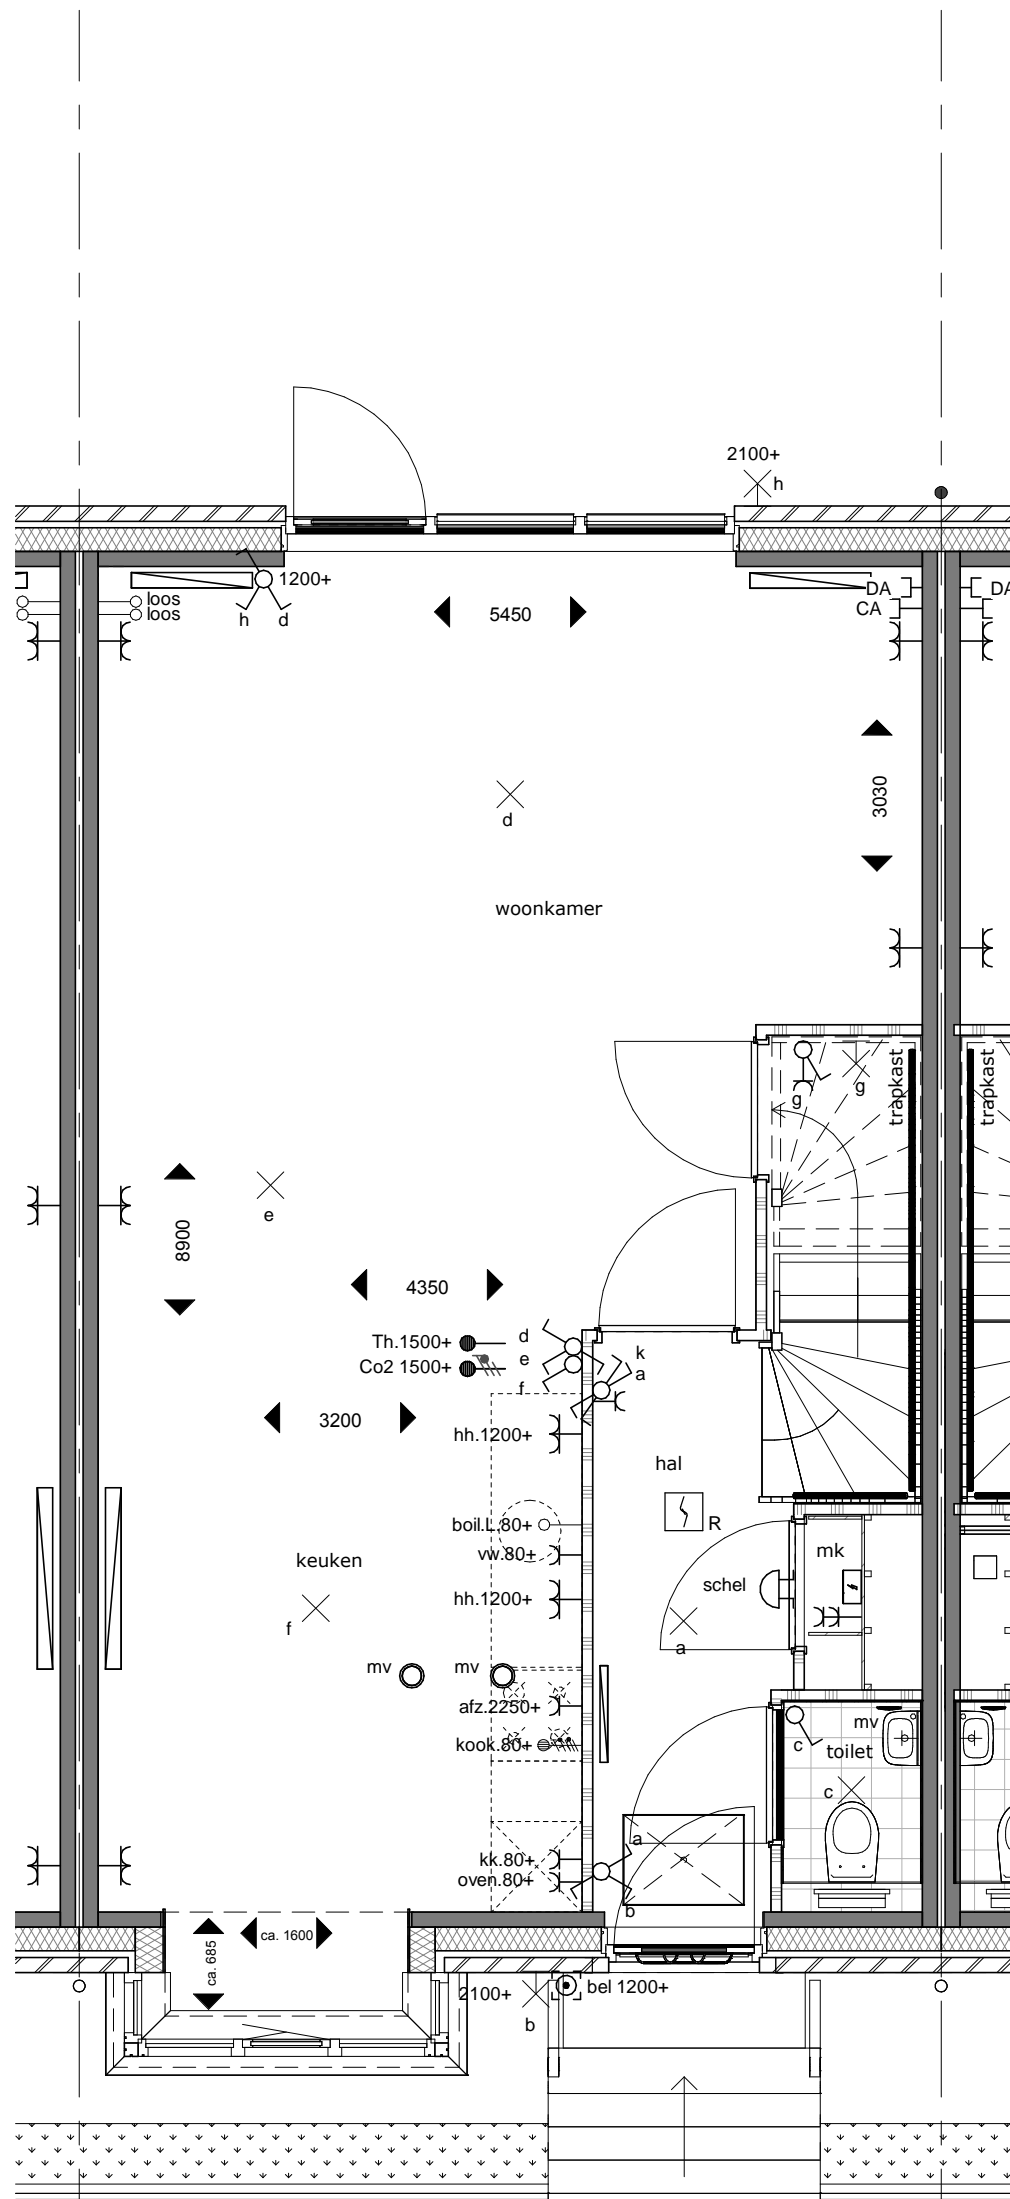 2100+
h
1200+
h d
loos
loos
5450
DA
DA
CA
3030
d
woonkamer
g
g
trapkast
trapkast
e
8900
4350
Th.1500+
d
Co2 1500+
e
f
k
a
3200
hh.1200+
hal
R
boil.L.80+
vw.80+
mk
keuken
schel
hh.1200+
f
a
mv
mv
afz.2250+
kook.80+
c
mv
toilet
c
a
kk.80+
oven.80+
b
ca. 685
ca. 1600
2100+
bel 1200+
b